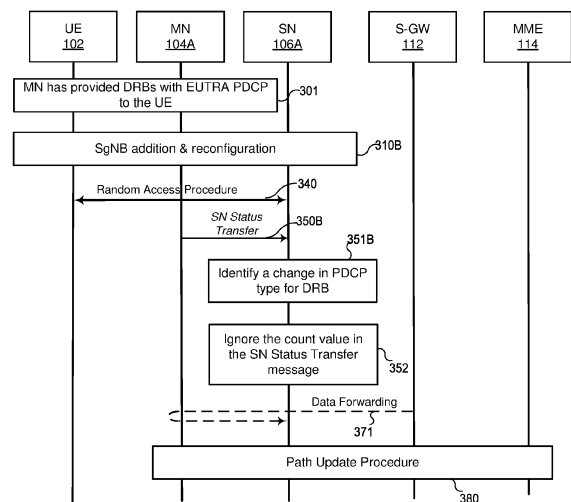 UE
102
MN
104A
SN
106A
S-GW
112
MME
114
MN has provided DRBs with EUTRA PDCP
to the UE
301
SgNB addition & reconfiguration
310B
Random Access Procedure
340
SN Status
Transfer
350B
351B
Identify a change in PDCP
type for DRB
Ignore the count value in
the SN Status Transfer
message
352
Data Forwarding
371
Path Update Procedure
380